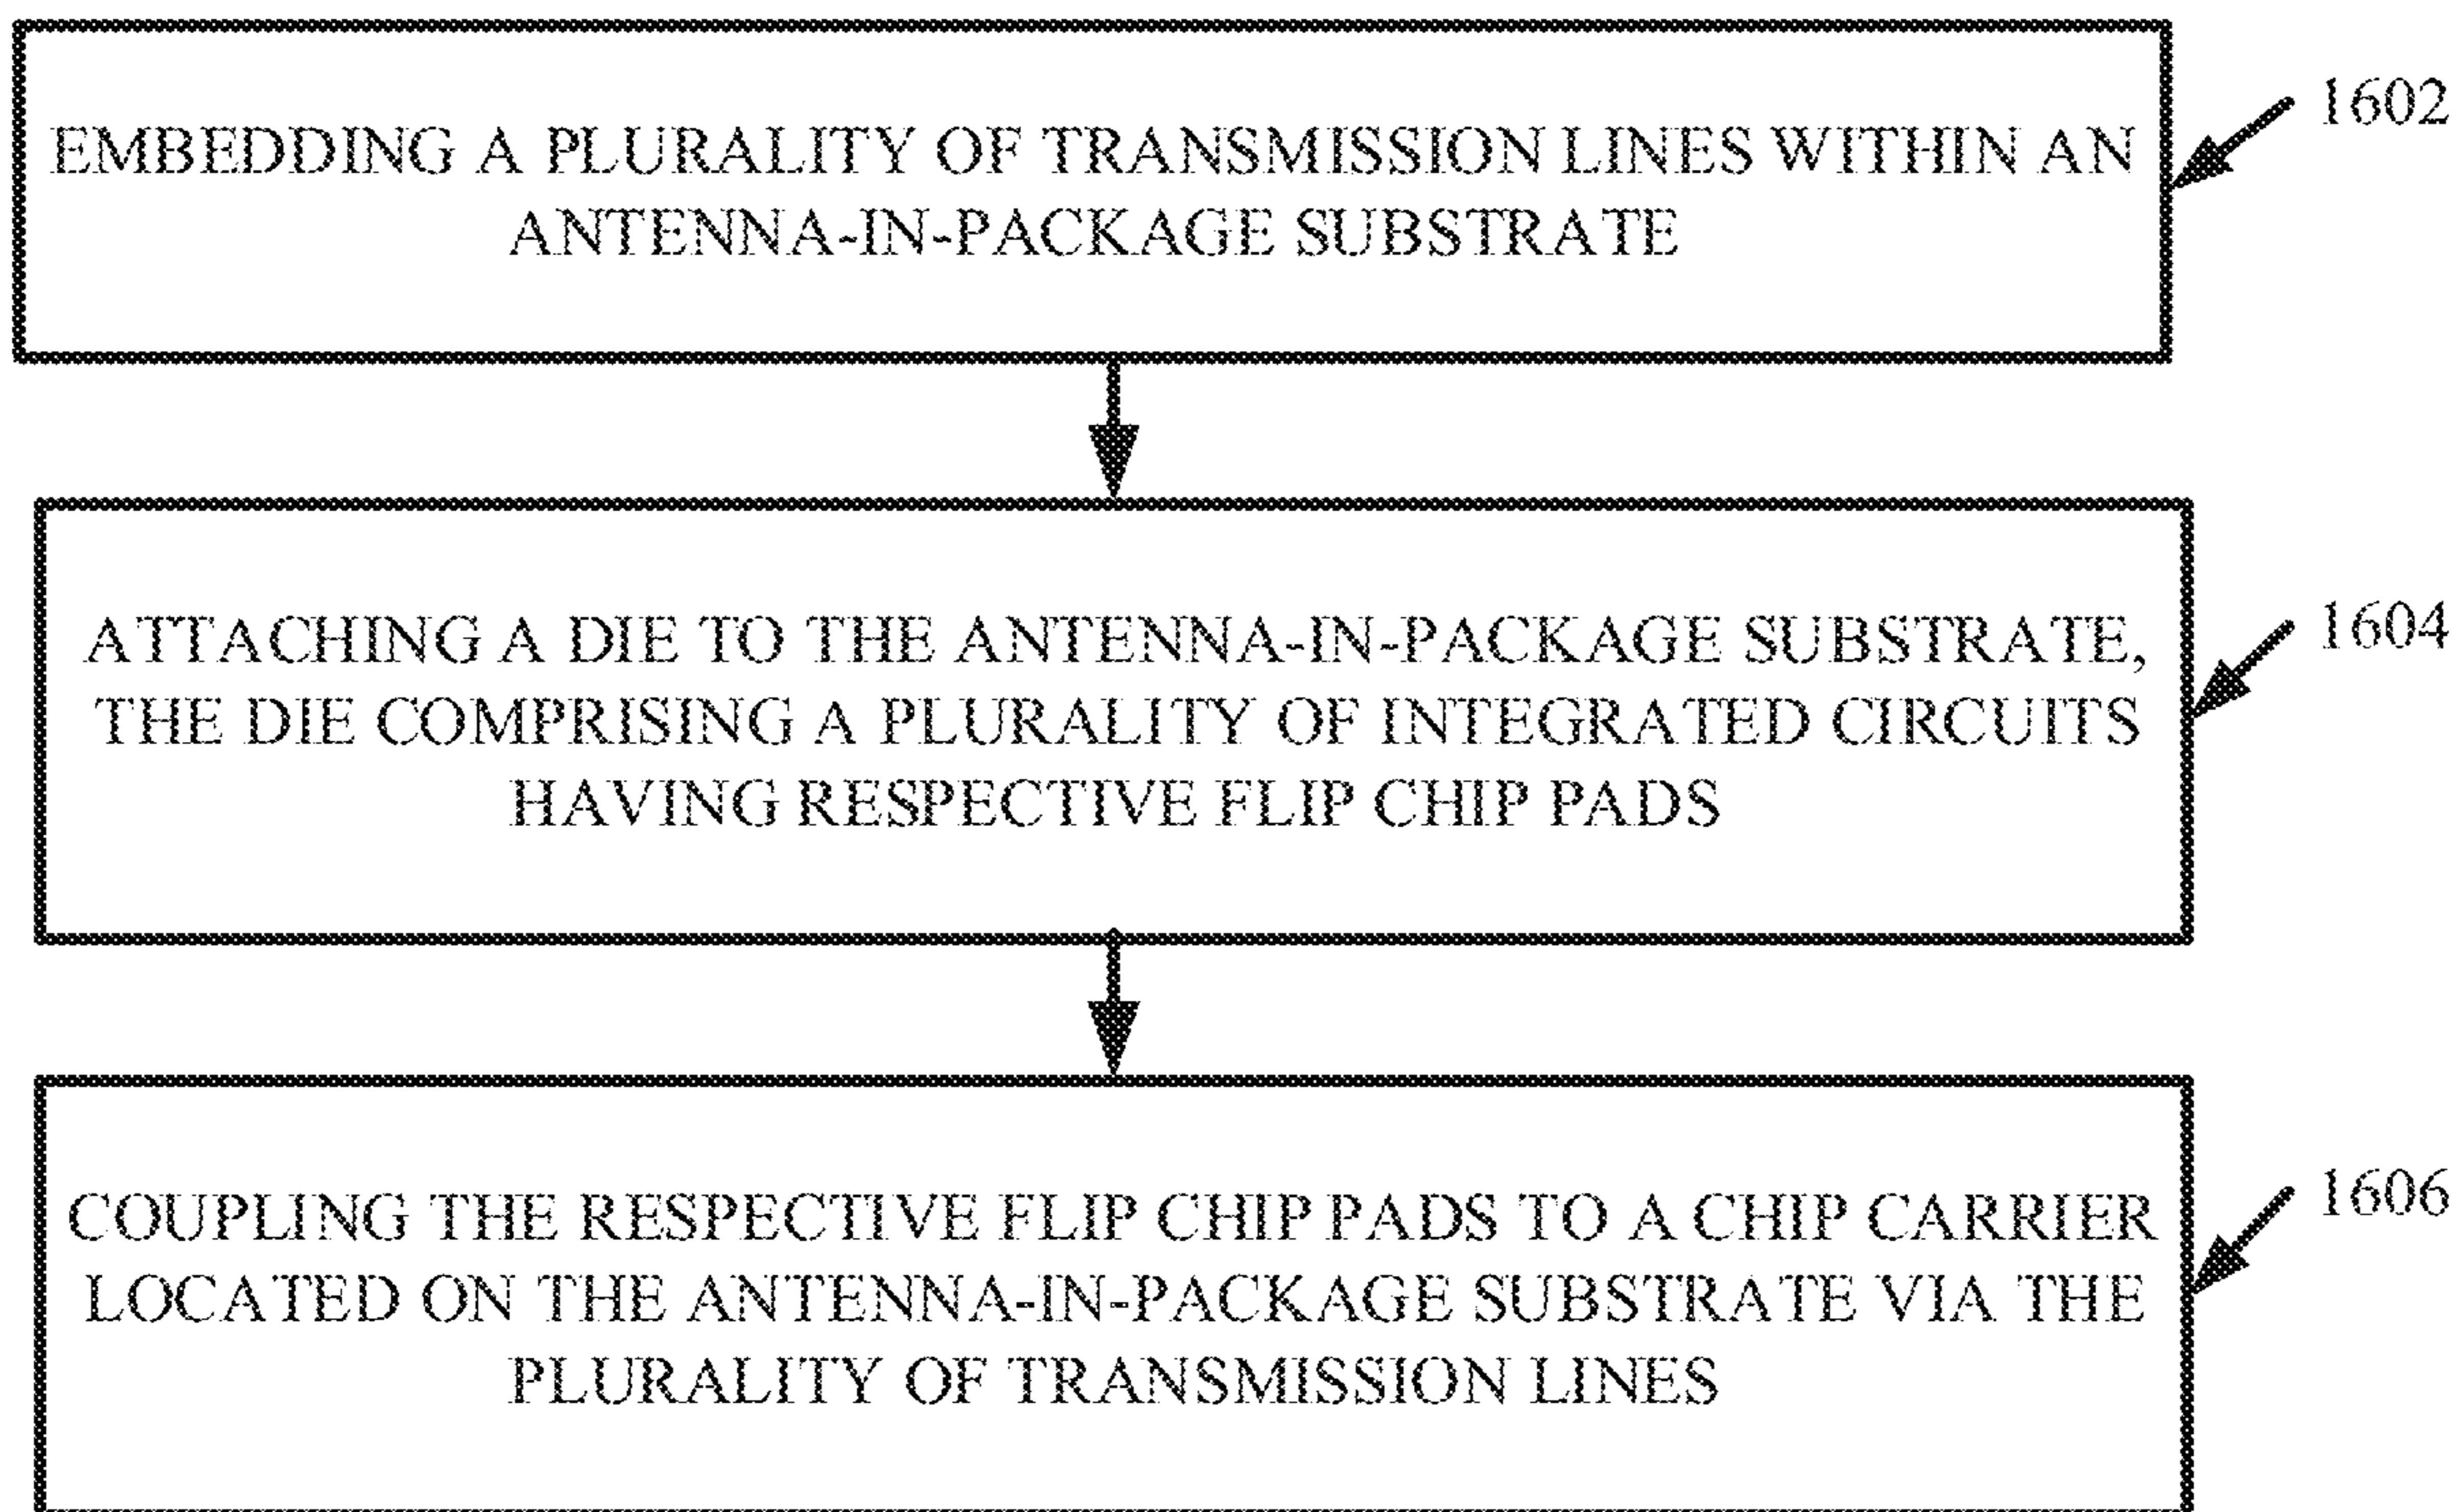 EMBEDDING A PLURALITY OF TRANSMISSION LINES WITHIN AN
ANTENNA-IN-PACKAGE SUBSTRATE
1602
ATTACHING A DIE TO THE ANTENNA-IN-PACKAGE SUBSTRATE,
THE DIE COMPRISING A PLURALITY OF INTEGRATED CIRCUITS
HAVING RESPECTIVE FLIP CHIP PADS
1604
COUPLING THE RESPECTIVE FLIP CHIP PADS TO A CHIP CARRIER
LOCATED ON THE ANTENNA-IN-PACKAGE SUBSTRATE VIA THE
PLURALITY OF TRANSMISSION LINES
1606